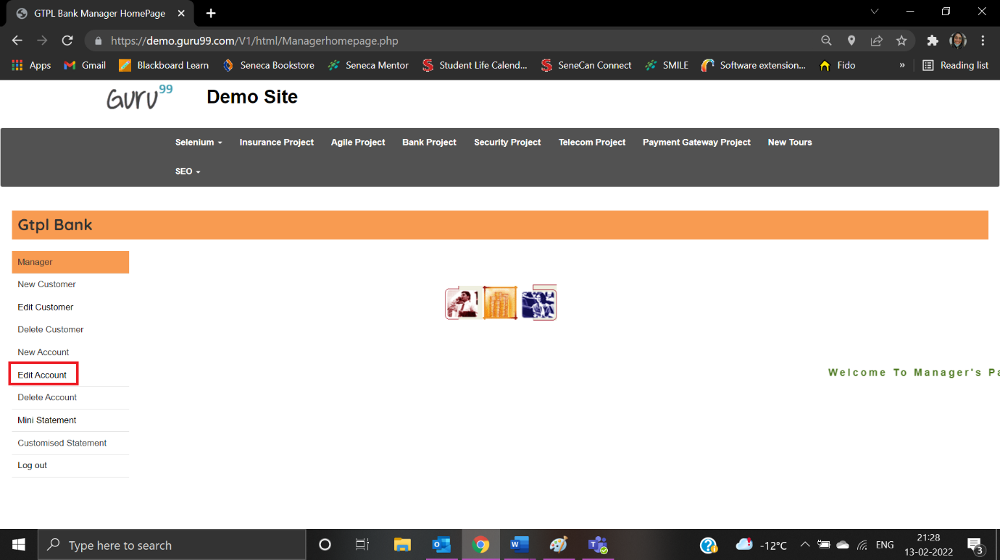 GTPL Bank Manager HomePage
https://demo.guru99.com/V1/html/Managerhomepage.php
Apps Gmail Blackboard Learn Seneca Bookstore Seneca Mentor Student Life Calend... SeneCan Connect SMILE Software extension... Fido » Reading list
Guru99 Demo Site
Selenium Insurance Project Agile Project Bank Project Security Project Telecom Project Payment Gateway Project New Tours
SEO
Gtpl Bank
Manager
New Customer
Edit Customer
Delete Customer
New Account
Welcome To Manager's Pa
Edit Account
Delete Account
Mini Statement
Customised Statement
Log out
Type here to search
-12°C
ENG
21:28
13-02-2022
3